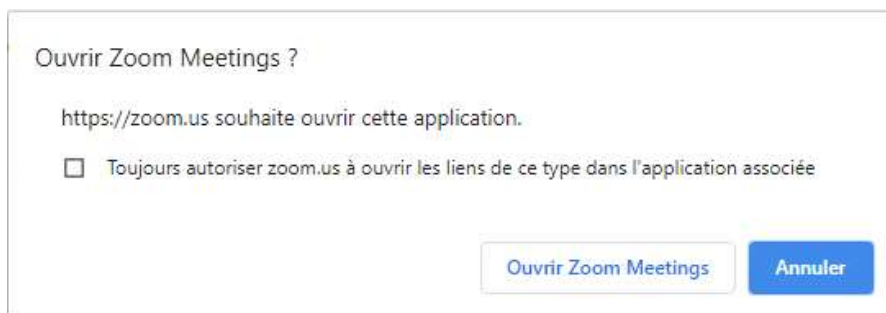 Ouvrir Zoom Meetings ?
https://zoom.us souhaite ouvrir cette application.
Toujours autoriser zoom.us à ouvrir les liens de ce type dans l'application associée
Ouvrir Zoom Meetings
Annuler